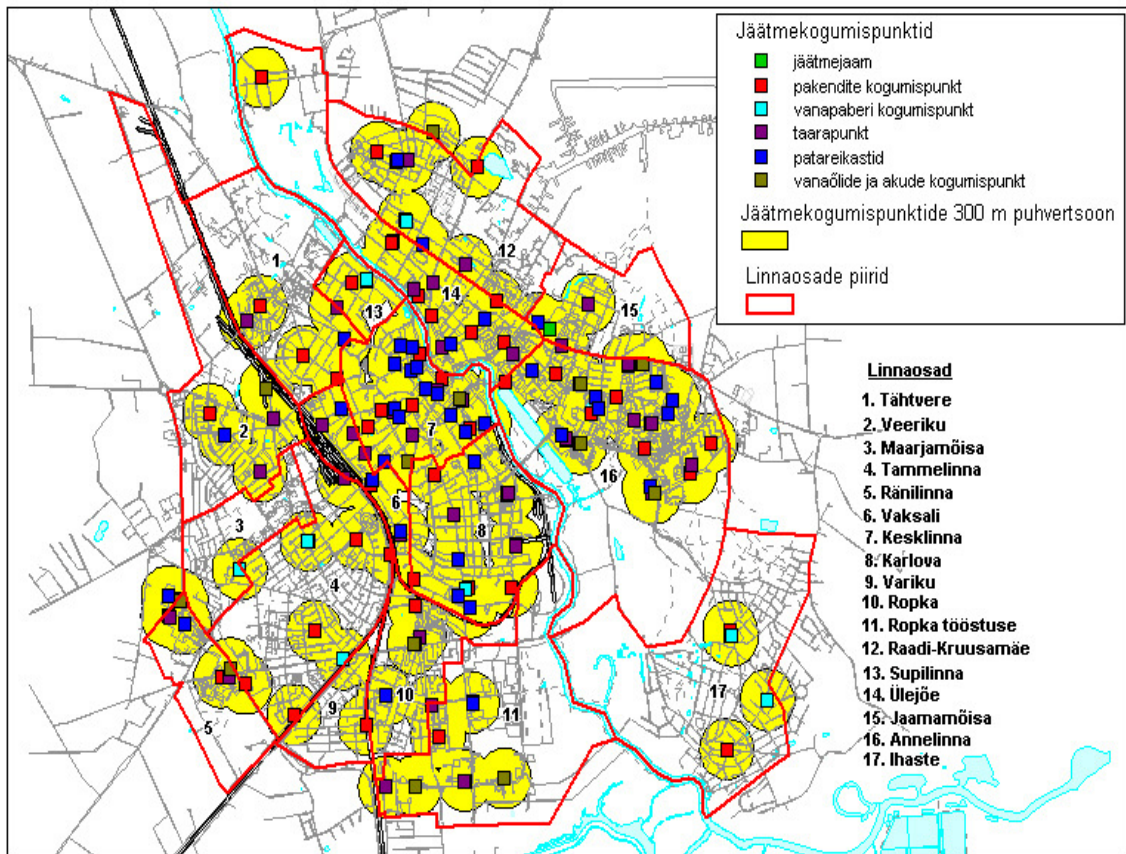 Jäätmekogumispunktid
jäätmejaam
pakendite kogumispunkt
vanapaberi kogumispunkt
taarapunkt
patareikastid
vanaõlide ja akude kogumispunkt
Jäätmekogumispunktide 300 m puhvertsoon
Linnaosade piirid
Linnaosad
1. Tähtvere
2. Veeriku
3. Maarjamõisa
4. Tammelinna
5. Ränilinna
6. Vaksali
7. Kesklinna
8. Karlova
9. Variku
10. Ropka
11. Ropka tööstuse
12. Raadi-Kruusamäe
13. Supilinna
14. Ülejõe
15. Jaamamõisa
16. Annelinna
17. Ihaste
12
1
14
13
15
2
7
16
6
3
8
4
17
10
9
11
5